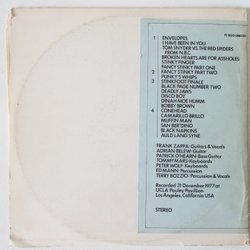 1 ENVELOPES
I HAVE BEEN IN YOU
TOM SNYDER VS. THE RED SPIDERS
FROM N.B.C.
BROKEN HEARTS ARE FOR ASSHOLES
STINKY FINGER
FANCY STINKY PART ONE
2 FANCY STINKY PART TWO
PUNKY'S WHIPS
3 STINKFOOT FINALE
BLACK PAGE NUMBER TWO
DEADLY JAWS
DISCO BOY
DINAH MOE HUMM
BOBBY BROWN
4 CONEHEAD
CAMARILLO BRILLO
MUFFIN MAN
SAN BER'DINO
BLACK NAPKINS
AULD LANG SYNE
FRANK ZAPPA-Guitars & Vocals
ADRIAN BELEW-Guitar
PATRICK O'HEARN-Bass Guitar
TOMMY MARS-Keyboards
PETER WOLF-Keyboards
ED MANN-Percussion
TERRY BOZZIO-Percussion & Vocals
Recorded 31 December 1977 at
UCLA Pauley Pavilion
Los Angeles, California USA
STEREO